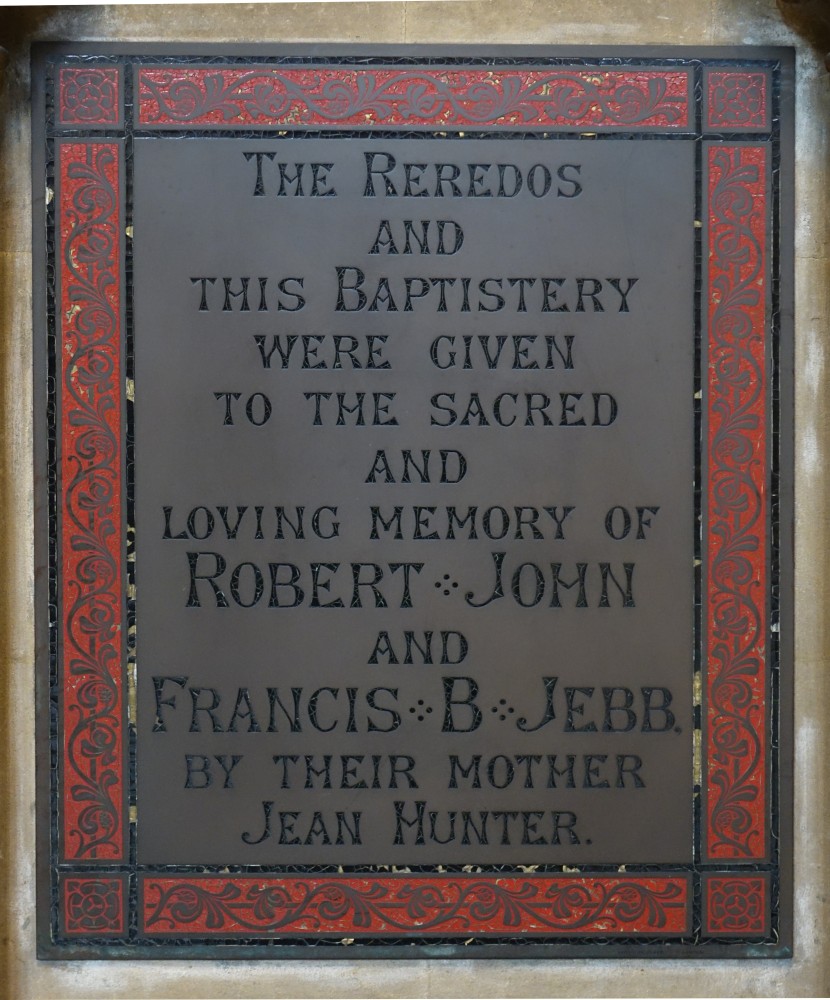 THE REREDOS
AND
THIS BAPTISTERY
WERE GIVEN
TO THE SACRED
AND
LOVING MEMORY OF
ROBERT JOHN
AND
FRANCIS B JEBB.
BY THEIR MOTHER
JEAN HUNTER.